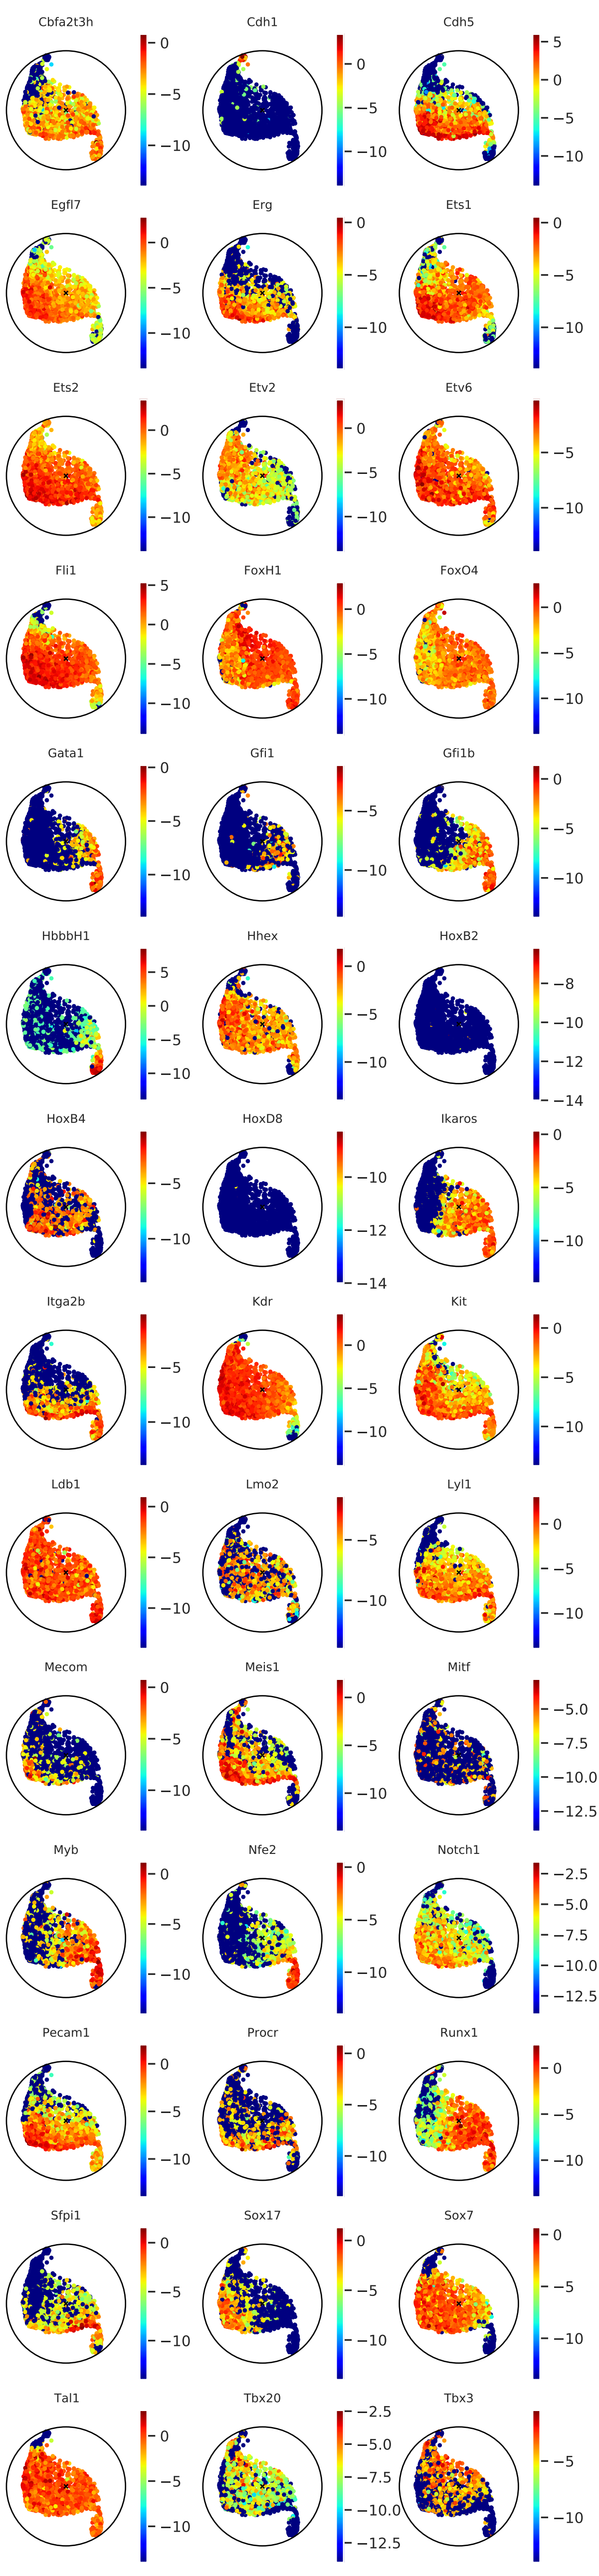 Cbfa2t3h Cdh1 Cdh5
0 −5 −10 0 −5 −10 5 0 −5 −10
Egfl7 Erg Ets1
0 −5 −10 0 −5 −10 0 −5 −10
Ets2 Etv2 Etv6
0 −5 −10 0 −5 −10 −5 −10
Fli1 FoxH1 FoxO4
5 0 −5 −10 0 −5 −10 0 −5 −10
Gata1 Gfi1 Gfi1b
0 −5 −10 −5 −10 0 −5 −10
HbbbH1 Hhex HoxB2
5 0 −5 −10 0 −5 −10 −8 −10 −12 −14
HoxB4 HoxD8 Ikaros
−5 −10 −10 −12 −14 0 −5 −10
Itga2b Kdr Kit
−5 −10 0 −5 −10 0 −5 −10
Ldb1 Lmo2 Lyl1
0 −5 −10 −5 −10 0 −5 −10
Mecom Meis1 Mitf
0 −5 −10 0 −5 −10 −5.0 −7.5 −10.0 −12.5
Myb Nfe2 Notch1
0 −5 −10 0 −5 −10 −2.5 −5.0 −7.5 −10.0 −12.5
Pecam1 Procr Runx1
0 −5 −10 0 −5 −10 0 −5 −10
Sfpi1 Sox17 Sox7
0 −5 −10 0 −5 −10 0 −5 −10
Tal1 Tbx20 Tbx3
0 −5 −10 −2.5 −5.0 −7.5 −10.0 −12.5 −5 −10